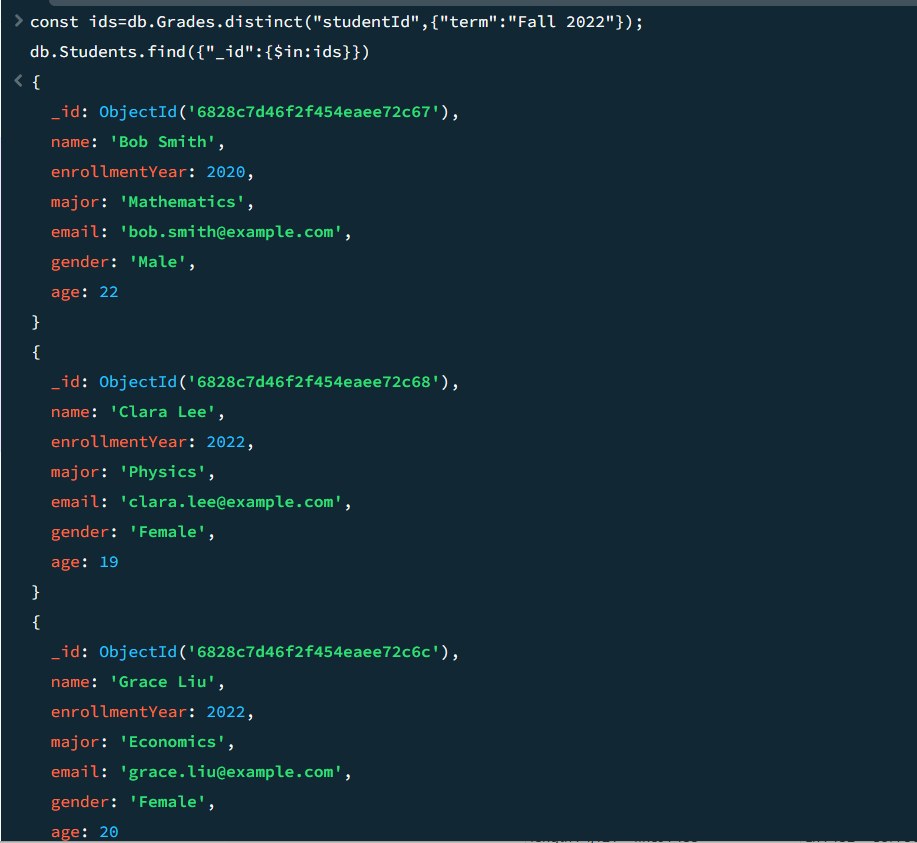 const ids=db.Grades.distinct("studentId",{"term":"Fall 2022"});
db.Students.find({"_id":{$in:ids}})
{
_id: ObjectId('6828c7d46f2f454eaee72c67'),
name: 'Bob Smith',
enrollmentYear: 2020,
major: 'Mathematics',
email: 'bob.smith@example.com',
gender: 'Male',
age: 22
}
{
_id: ObjectId('6828c7d46f2f454eaee72c68'),
name: 'Clara Lee',
enrollmentYear: 2022,
major: 'Physics',
email: 'clara.lee@example.com',
gender: 'Female',
age: 19
}
{
_id: ObjectId('6828c7d46f2f454eaee72c6c'),
name: 'Grace Liu',
enrollmentYear: 2022,
major: 'Economics',
email: 'grace.liu@example.com',
gender: 'Female',
age: 20